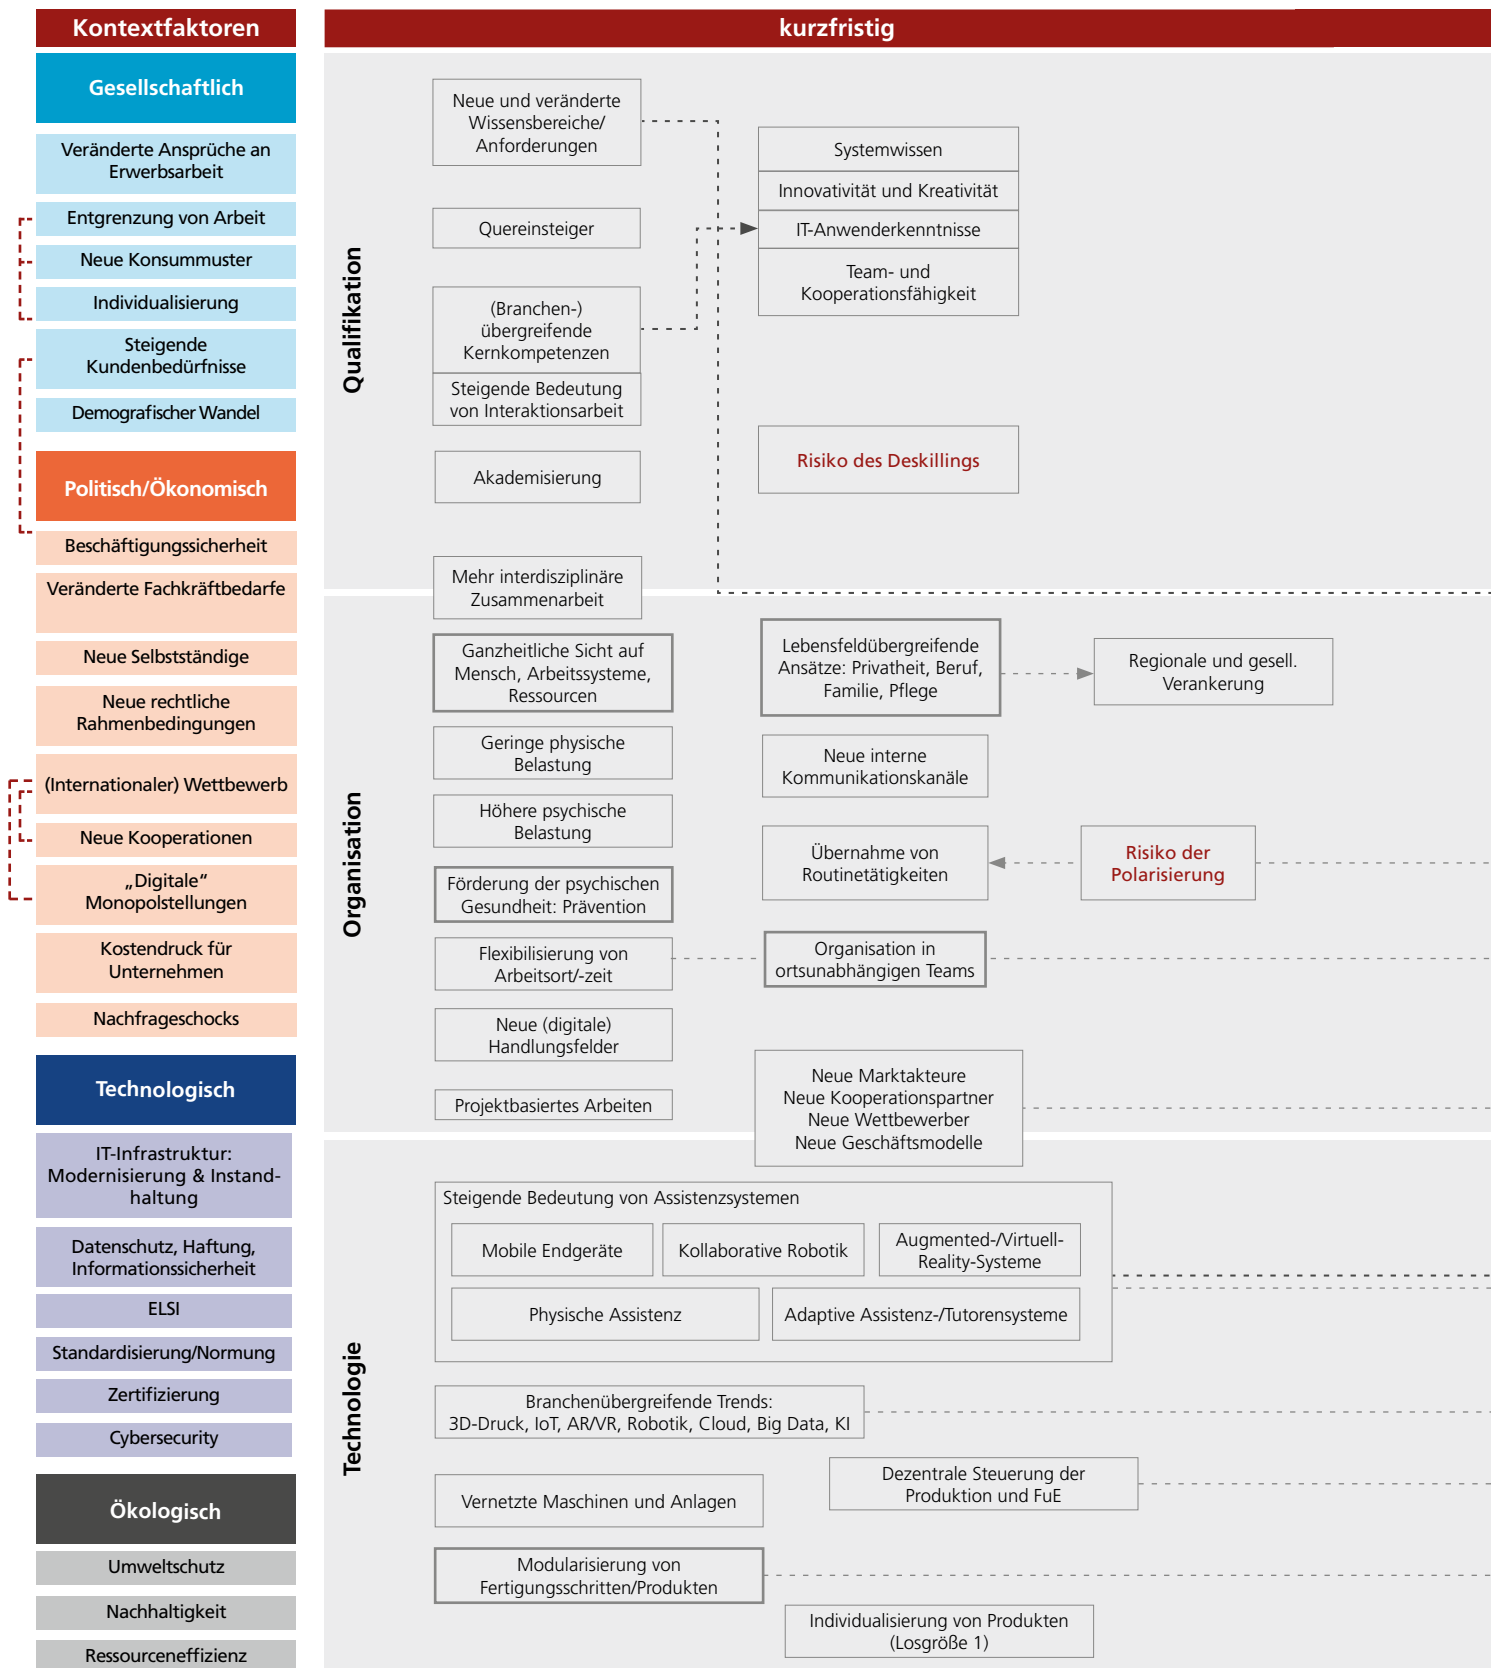 Kontextfaktoren
Gesellschaftlich
Veränderte Ansprüche an
Erwerbsarbeit
Entgrenzung von Arbeit
Neue Konsummuster
Individualisierung
Steigende
Kundenbedürfnisse
Demografischer Wandel
Politisch/Ökonomisch
Beschäftigungssicherheit
Veränderte Fachkräftbedarfe
Neue Selbstständige
Neue rechtliche
Rahmenbedingungen
(Internationaler) Wettbewerb
Neue Kooperationen
„Digitale“
Monopolstellungen
Kostendruck für
Unternehmen
Nachfrageschocks
Technologisch
IT-Infrastruktur:
Modernisierung & Instand-
haltung
Datenschutz, Haftung,
Informationssicherheit
ELSI
Standardisierung/Normung
Zertifizierung
Cybersecurity
Ökologisch
Umweltschutz
Nachhaltigkeit
Ressourceneffizienz
kurzfristig
Qualifikation
Neue und veränderte
Wissensbereiche/
Anforderungen
Quereinsteiger
(Branchen-)
übergreifende
Kernkompetenzen
Steigende Bedeutung
von Interaktionsarbeit
Akademisierung
Mehr interdisziplinäre
Zusammenarbeit
Systemwissen
Innovativität und Kreativität
IT-Anwenderkenntnisse
Team- und
Kooperationsfähigkeit
Risiko des Deskillings
Organisation
Ganzheitliche Sicht auf
Mensch, Arbeitssysteme,
Ressourcen
Geringe physische
Belastung
Höhere psychische
Belastung
Förderung der psychischen
Gesundheit: Prävention
Flexibilisierung von
Arbeitsort/-zeit
Neue (digitale)
Handlungsfelder
Projektbasiertes Arbeiten
Lebensfeldübergreifende
Ansätze: Privatheit, Beruf,
Familie, Pflege
Neue interne
Kommunikationskanäle
Übernahme von
Routinetätigkeiten
Organisation in
ortsunabhängigen Teams
Neue Marktakteure
Neue Kooperationspartner
Neue Wettbewerber
Neue Geschäftsmodelle
Regionale und gesell.
Verankerung
Risiko der
Polarisierung
Technologie
Steigende Bedeutung von Assistenzsystemen
Mobile Endgeräte
Kollaborative Robotik
Augmented-/Virtuell-
Reality-Systeme
Physische Assistenz
Adaptive Assistenz-/Tutorensysteme
Branchenübergreifende Trends:
3D-Druck, IoT, AR/VR, Robotik, Cloud, Big Data, KI
Vernetzte Maschinen und Anlagen
Dezentrale Steuerung der
Produktion und FuE
Modularisierung von
Fertigungsschritten/Produkten
Individualisierung von Produkten
(Losgröße 1)